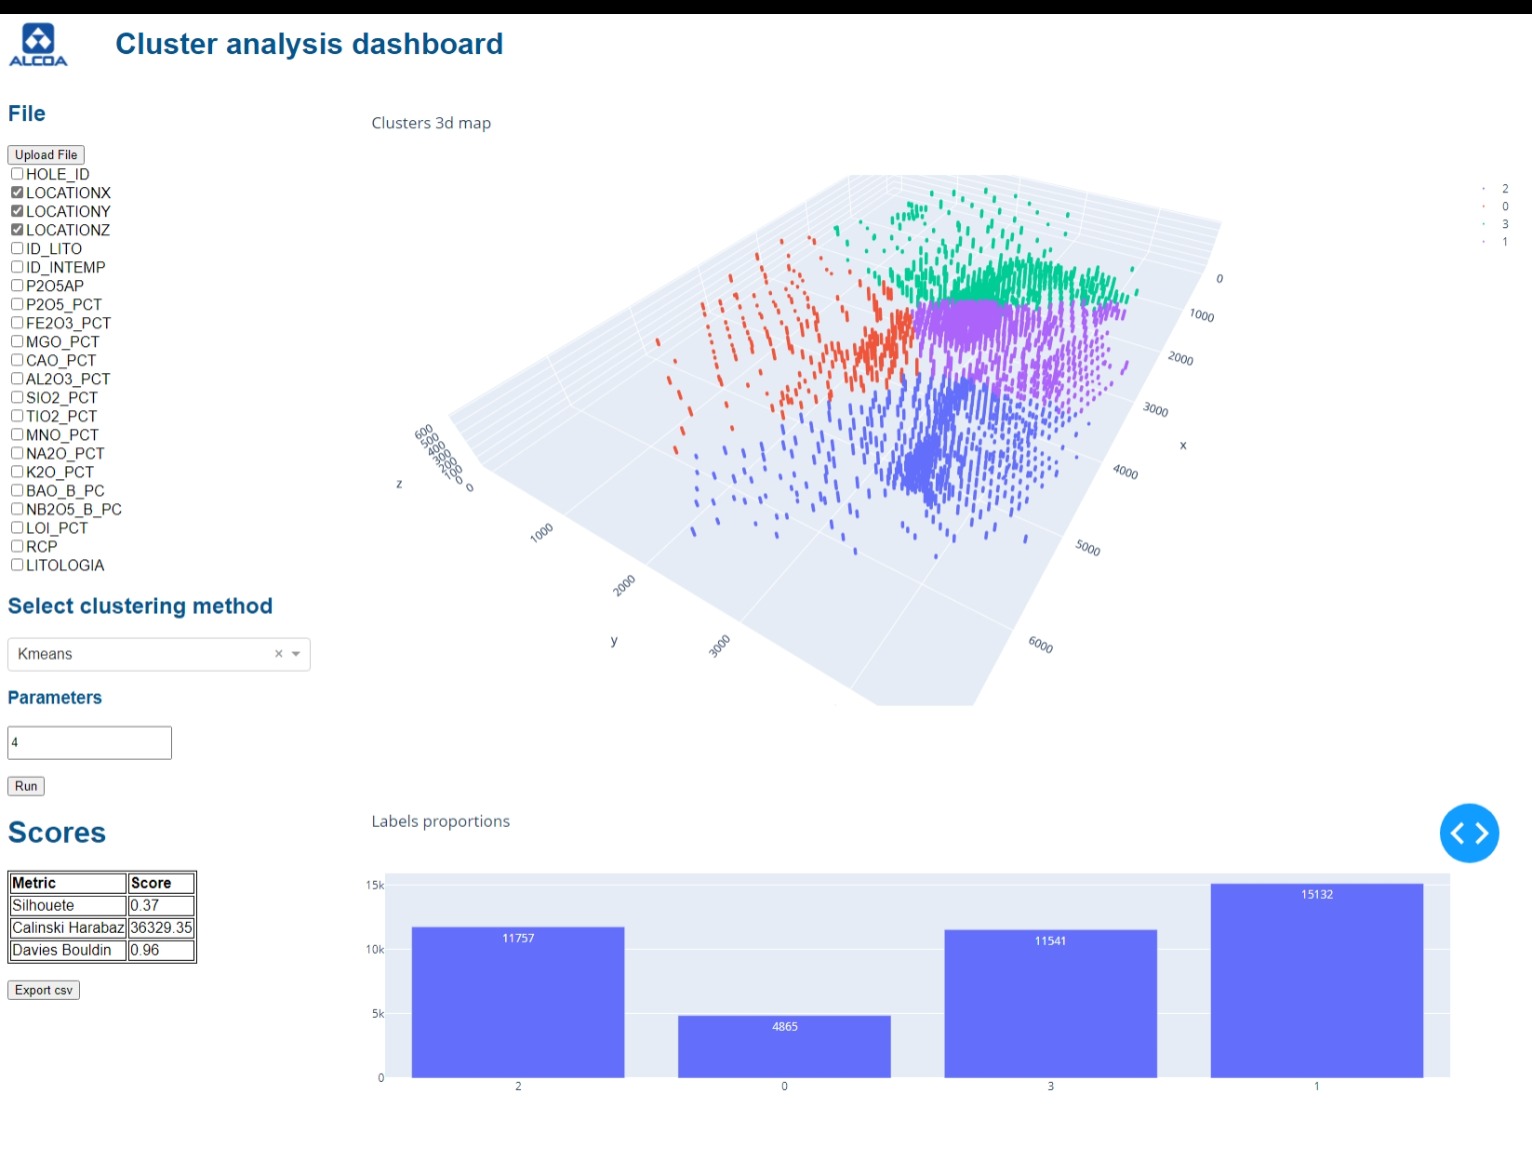 ALCOA
Cluster analysis dashboard
File
Upload File
HOLE_ID
LOCATIONX
LOCATIONY
LOCATIONZ
ID_LITO
ID_INTEMP
P2O5AP
P2O5_PCT
FE2O3_PCT
MGO_PCT
CAO_PCT
AL2O3_PCT
SIO2_PCT
TIO2_PCT
MNO_PCT
NA2O_PCT
K2O_PCT
BAO_B_PC
NB2O5_B_PC
LOI_PCT
RCP
LITOLOGIA
Select clustering method
Kmeans
Parameters
4
Run
Scores
Metric Score
Silhouete 0.37
Calinski Harabaz 36329.35
Davies Bouldin 0.96
Export csv
Clusters 3d map
2
0
3
1
0
1000
2000
3000
x
4000
5000
6000
600
500
400
300
200
100
0
z
1000
2000
3000
y
Labels proportions
15k
10k
5k
0
11757
4865
11541
15132
2
0
3
1